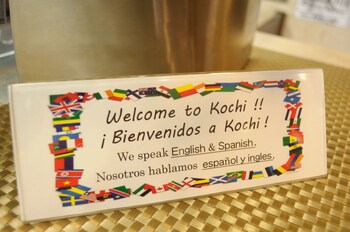 Welcome to Kochi !!
¡ Bienvenidos a Kochi !
We speak English & Spanish.
Nosotros hablamos español y ingles.